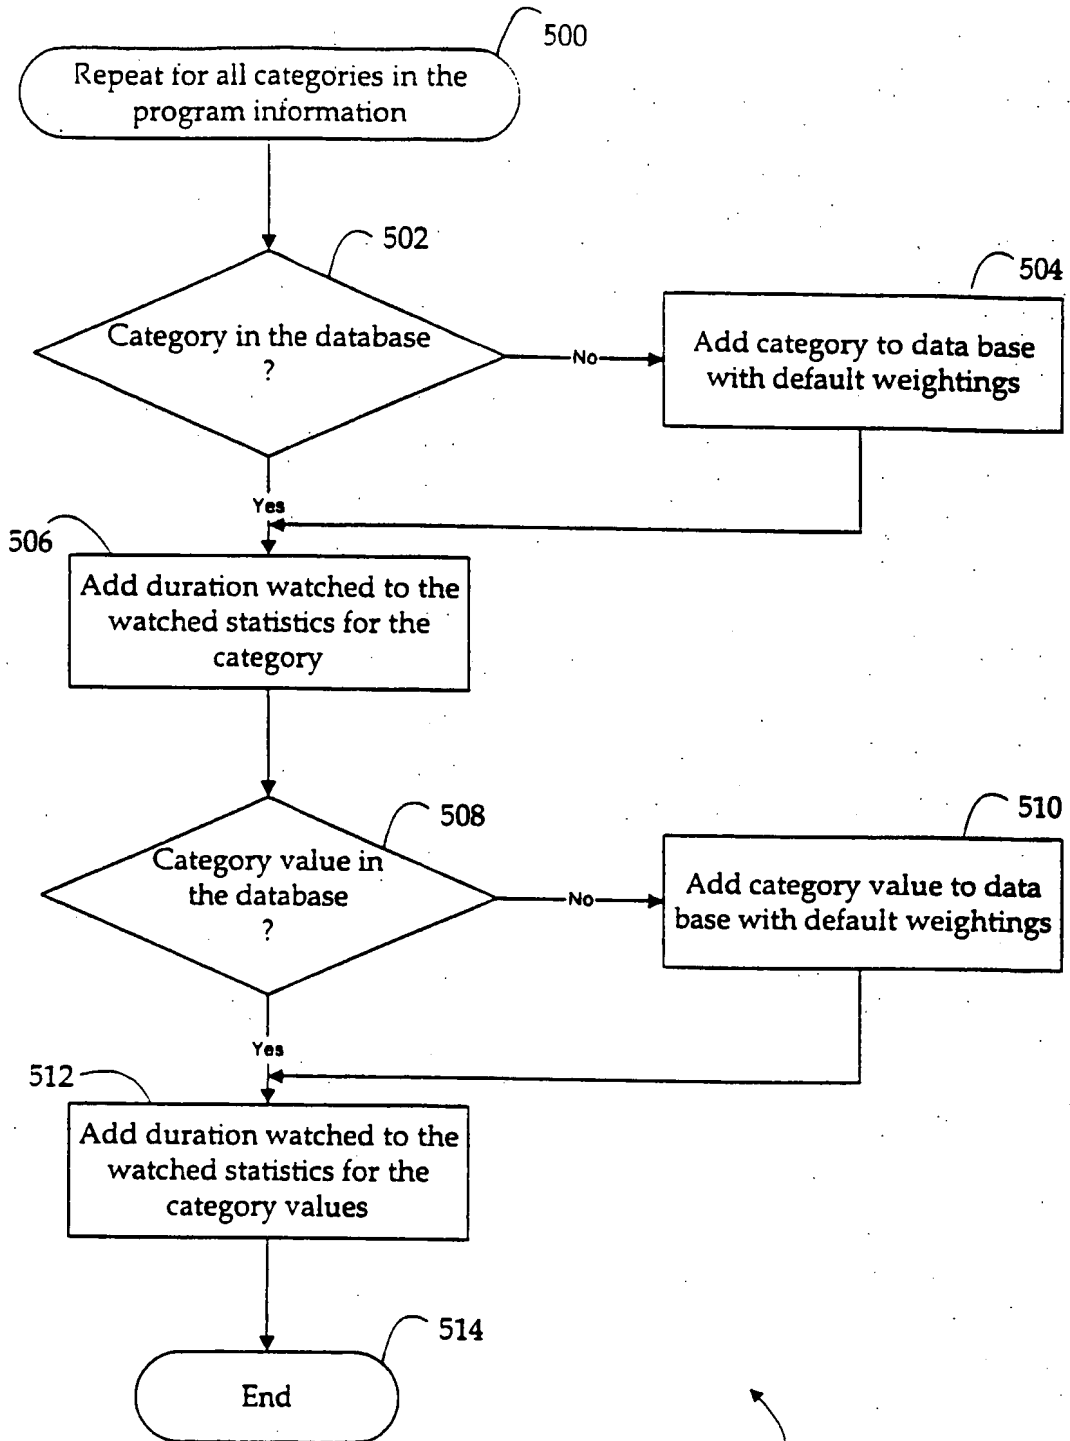 500
Repeat for all categories in the
program information
502
Category in the database
?
No
504
Add category to data base
with default weightings
Yes
506
Add duration watched to the
watched statistics for the
category
508
Category value in
the database
?
No
510
Add category value to data
base with default weightings
Yes
512
Add duration watched to the
watched statistics for the
category values
514
End